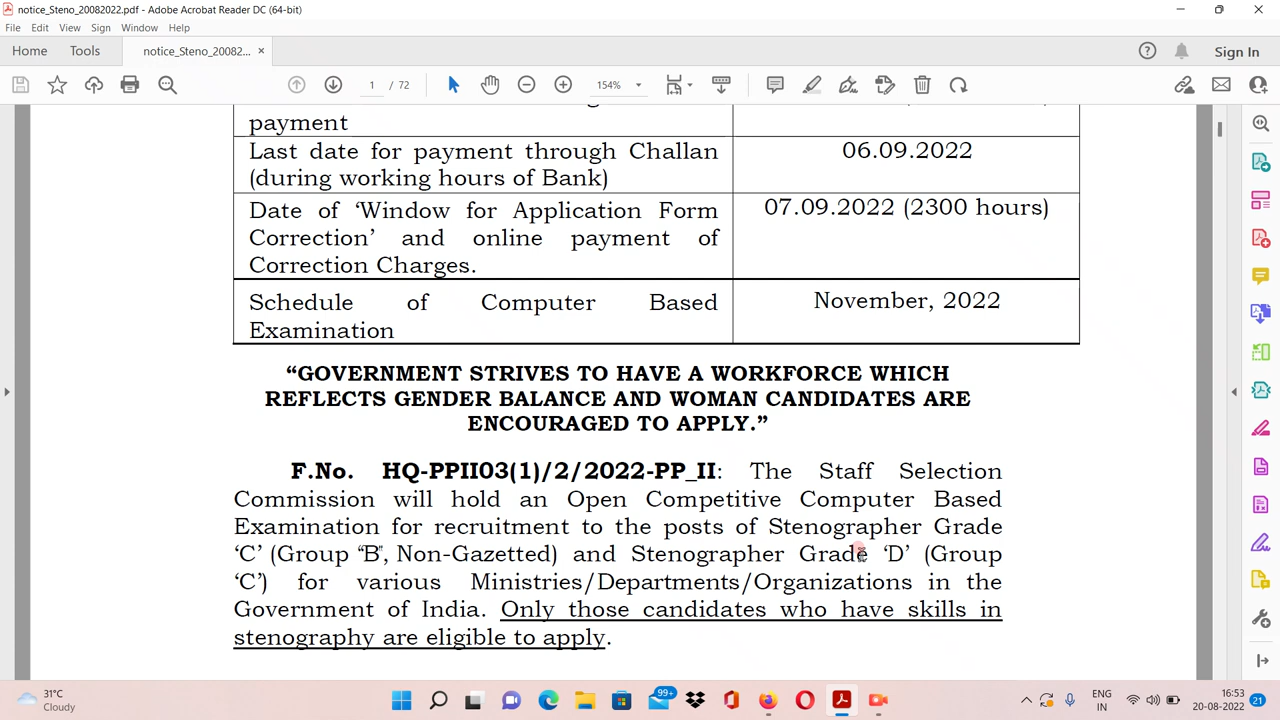 notice_Steno_20082022.pdf - Adobe Acrobat Reader DC (64-bit)
File Edit View Sign Window Help
Home Tools notice_Steno_20082... × Sign In
1 / 72 154%
payment
Last date for payment through Challan
(during working hours of Bank)
06.09.2022
Date of ‘Window for Application Form
Correction’ and online payment of
Correction Charges.
07.09.2022 (2300 hours)
Schedule of Computer Based
Examination
November, 2022
“GOVERNMENT STRIVES TO HAVE A WORKFORCE WHICH
REFLECTS GENDER BALANCE AND WOMAN CANDIDATES ARE
ENCOURAGED TO APPLY.”
F.No. HQ-PPII03(1)/2/2022-PP_II: The Staff Selection
Commission will hold an Open Competitive Computer Based
Examination for recruitment to the posts of Stenographer Grade
‘C’ (Group “B”, Non-Gazetted) and Stenographer Grade ‘D’ (Group
‘C’) for various Ministries/Departments/Organizations in the
Government of India. Only those candidates who have skills in
stenography are eligible to apply.
31°C
Cloudy
99+
ENG
IN
16:53
20-08-2022
21